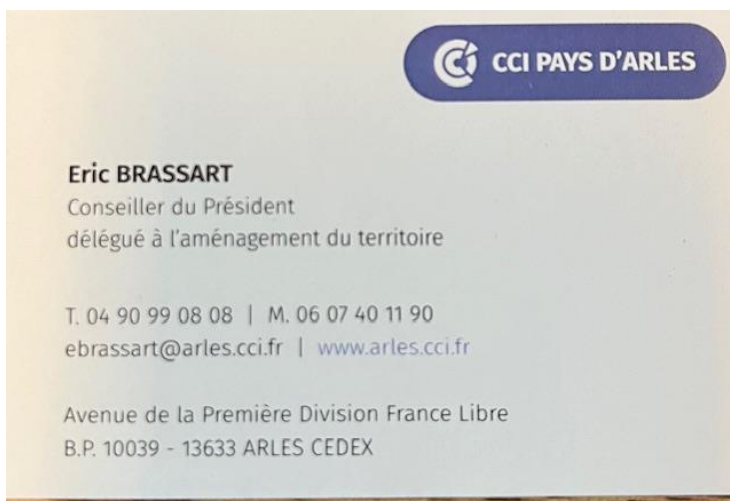 CCI PAYS D'ARLES
Eric BRASSART
Conseiller du Président
délégué à l'aménagement du territoire
T. 04 90 99 08 08 | M. 06 07 40 11 90
ebrassart@arles.cci.fr | www.arles.cci.fr
Avenue de la Première Division France Libre
B.P. 10039 - 13633 ARLES CEDEX